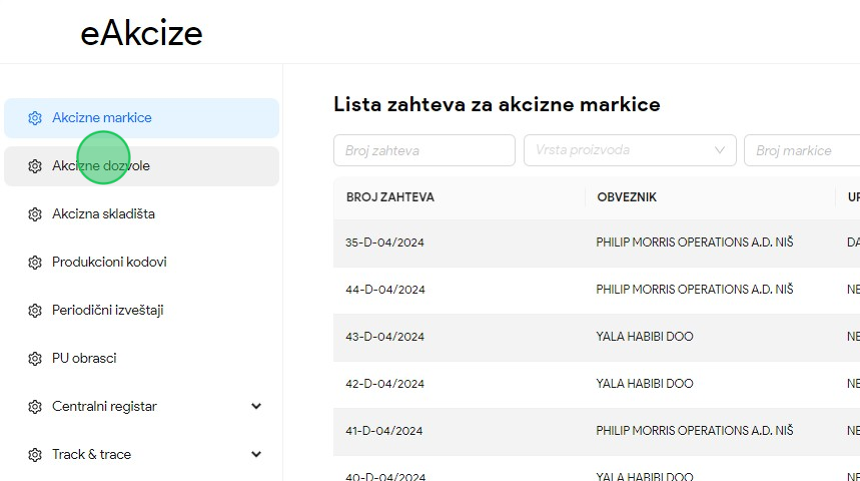 eAkcize
Akcizne markice
Akcizne dozvole
Akcizna skladišta
Produkcioni kodovi
Periodični izveštaji
PU obrasci
Centralni registar
Track & trace
Lista zahteva za akcizne markice
Broj zahteva Vrsta proizvoda Broj markice
BROJ ZAHTEVA OBVEZNIK
35-D-04/2024 PHILIP MORRIS OPERATIONS A.D. NIŠ
44-D-04/2024 PHILIP MORRIS OPERATIONS A.D. NIŠ NE
43-D-04/2024 YALA HABIBI DOO NE
42-D-04/2024 YALA HABIBI DOO NE
41-D-04/2024 PHILIP MORRIS OPERATIONS A.D. NIŠ NE
40-D-04/2024 YALA HABIBI DOO NE